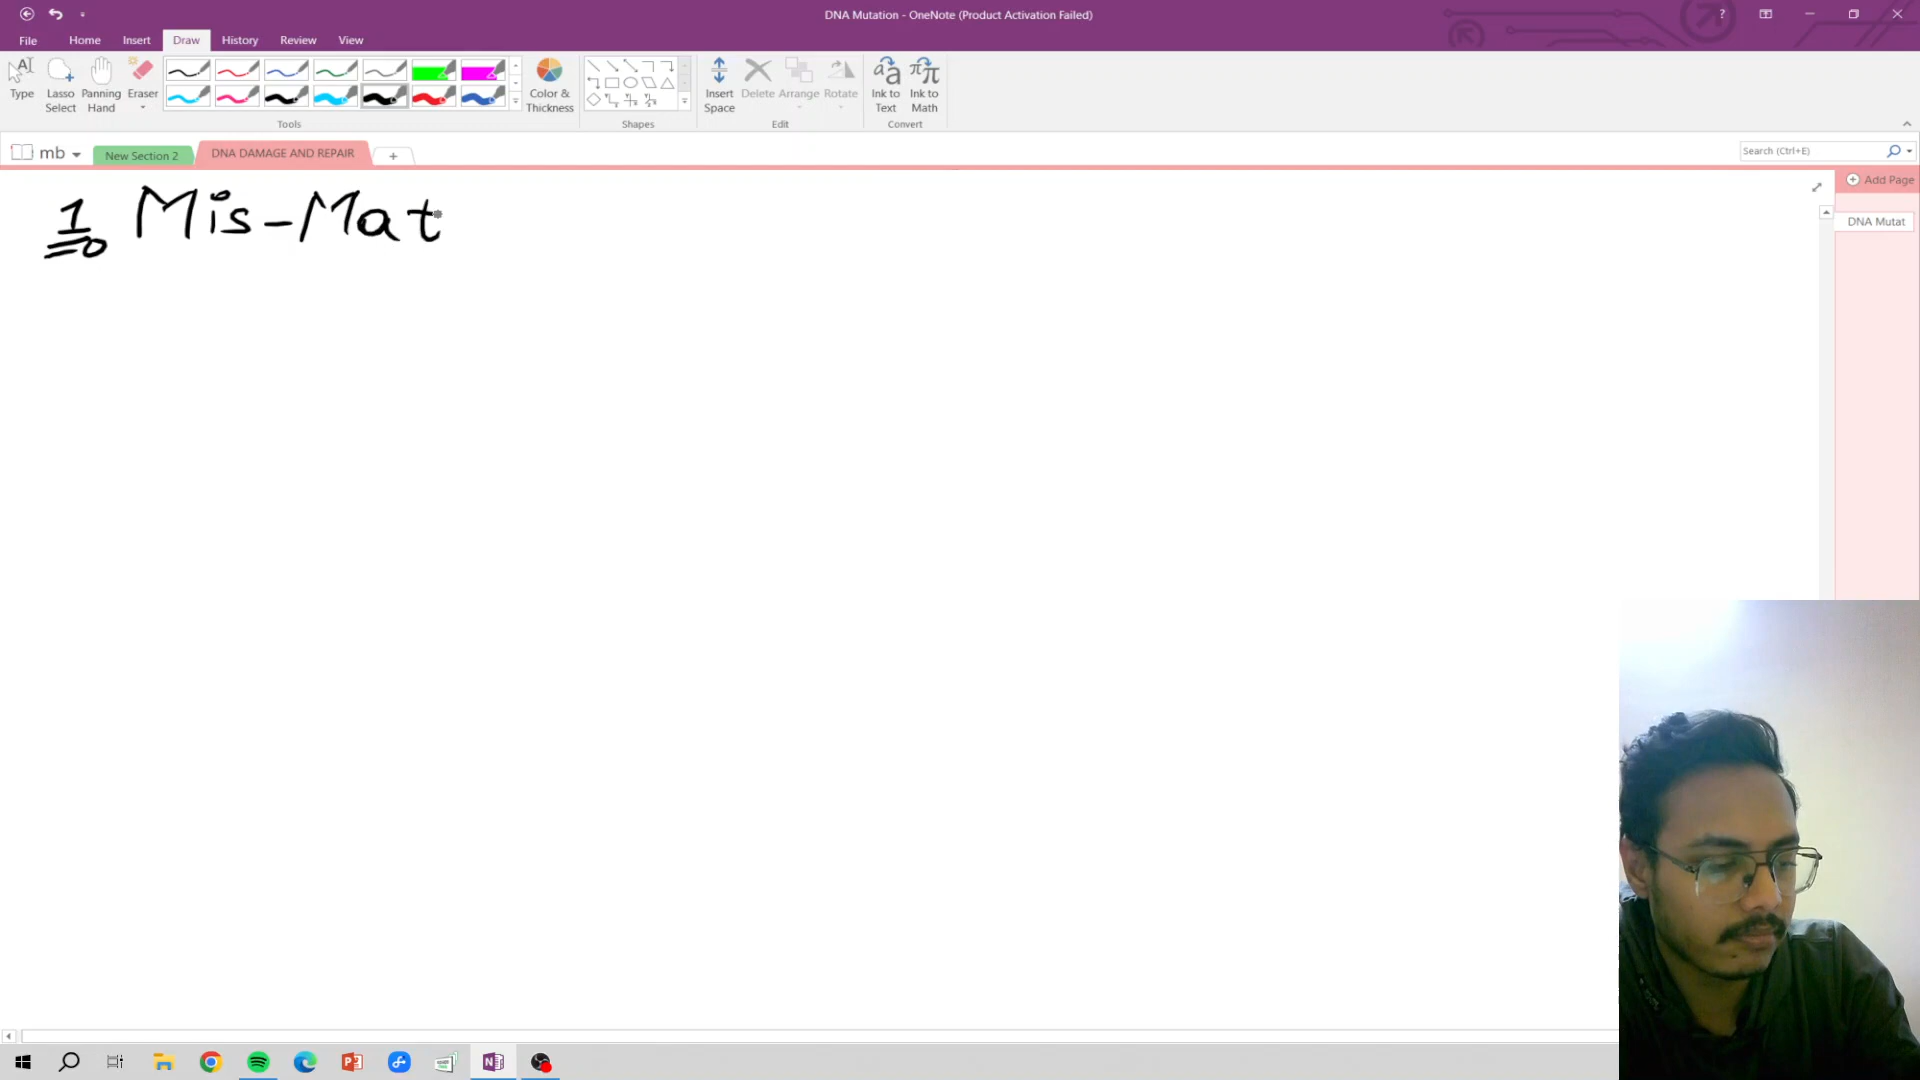 DNA Mutation - OneNote (Product Activation Failed)
?
File Home Insert Draw History Review View
Type
Lasso Select
Panning Hand
Eraser
Color & Thickness
Insert Space
Delete
Arrange
Rotate
Ink to Text
Ink to Math
Tools Shapes Edit Convert
mb New Section 2 DNA DAMAGE AND REPAIR + Search (Ctrl+E)
Add Page
DNA Mutat
1 Mis-Mat